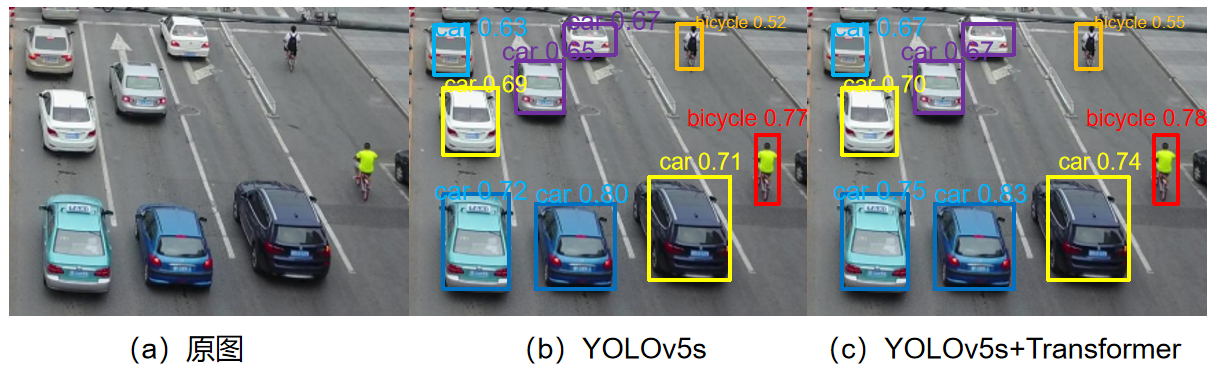 car 0.63
car 0.67
bicycle 0.52
car 0.65
car 0.69
bicycle 0.77
car 0.71
car 0.72
car 0.80
car 0.67
bicycle 0.55
car 0.67
car 0.70
bicycle 0.78
car 0.74
car 0.75
car 0.83
（a）原图
（b）YOLOv5s
（c）YOLOv5s+Transformer